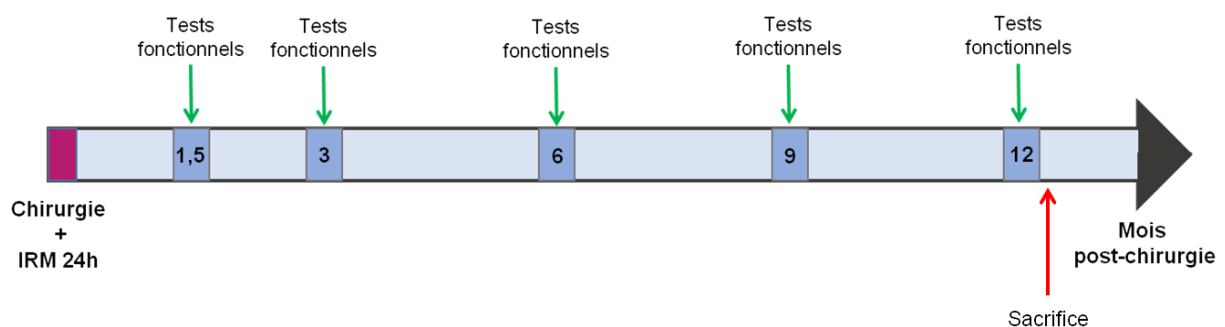 Tests
fonctionnels
Tests
fonctionnels
Tests
fonctionnels
Tests
fonctionnels
Tests
fonctionnels
1,5
3
6
9
12
Chirurgie
+
IRM 24h
Mois
post-chirurgie
Sacrifice